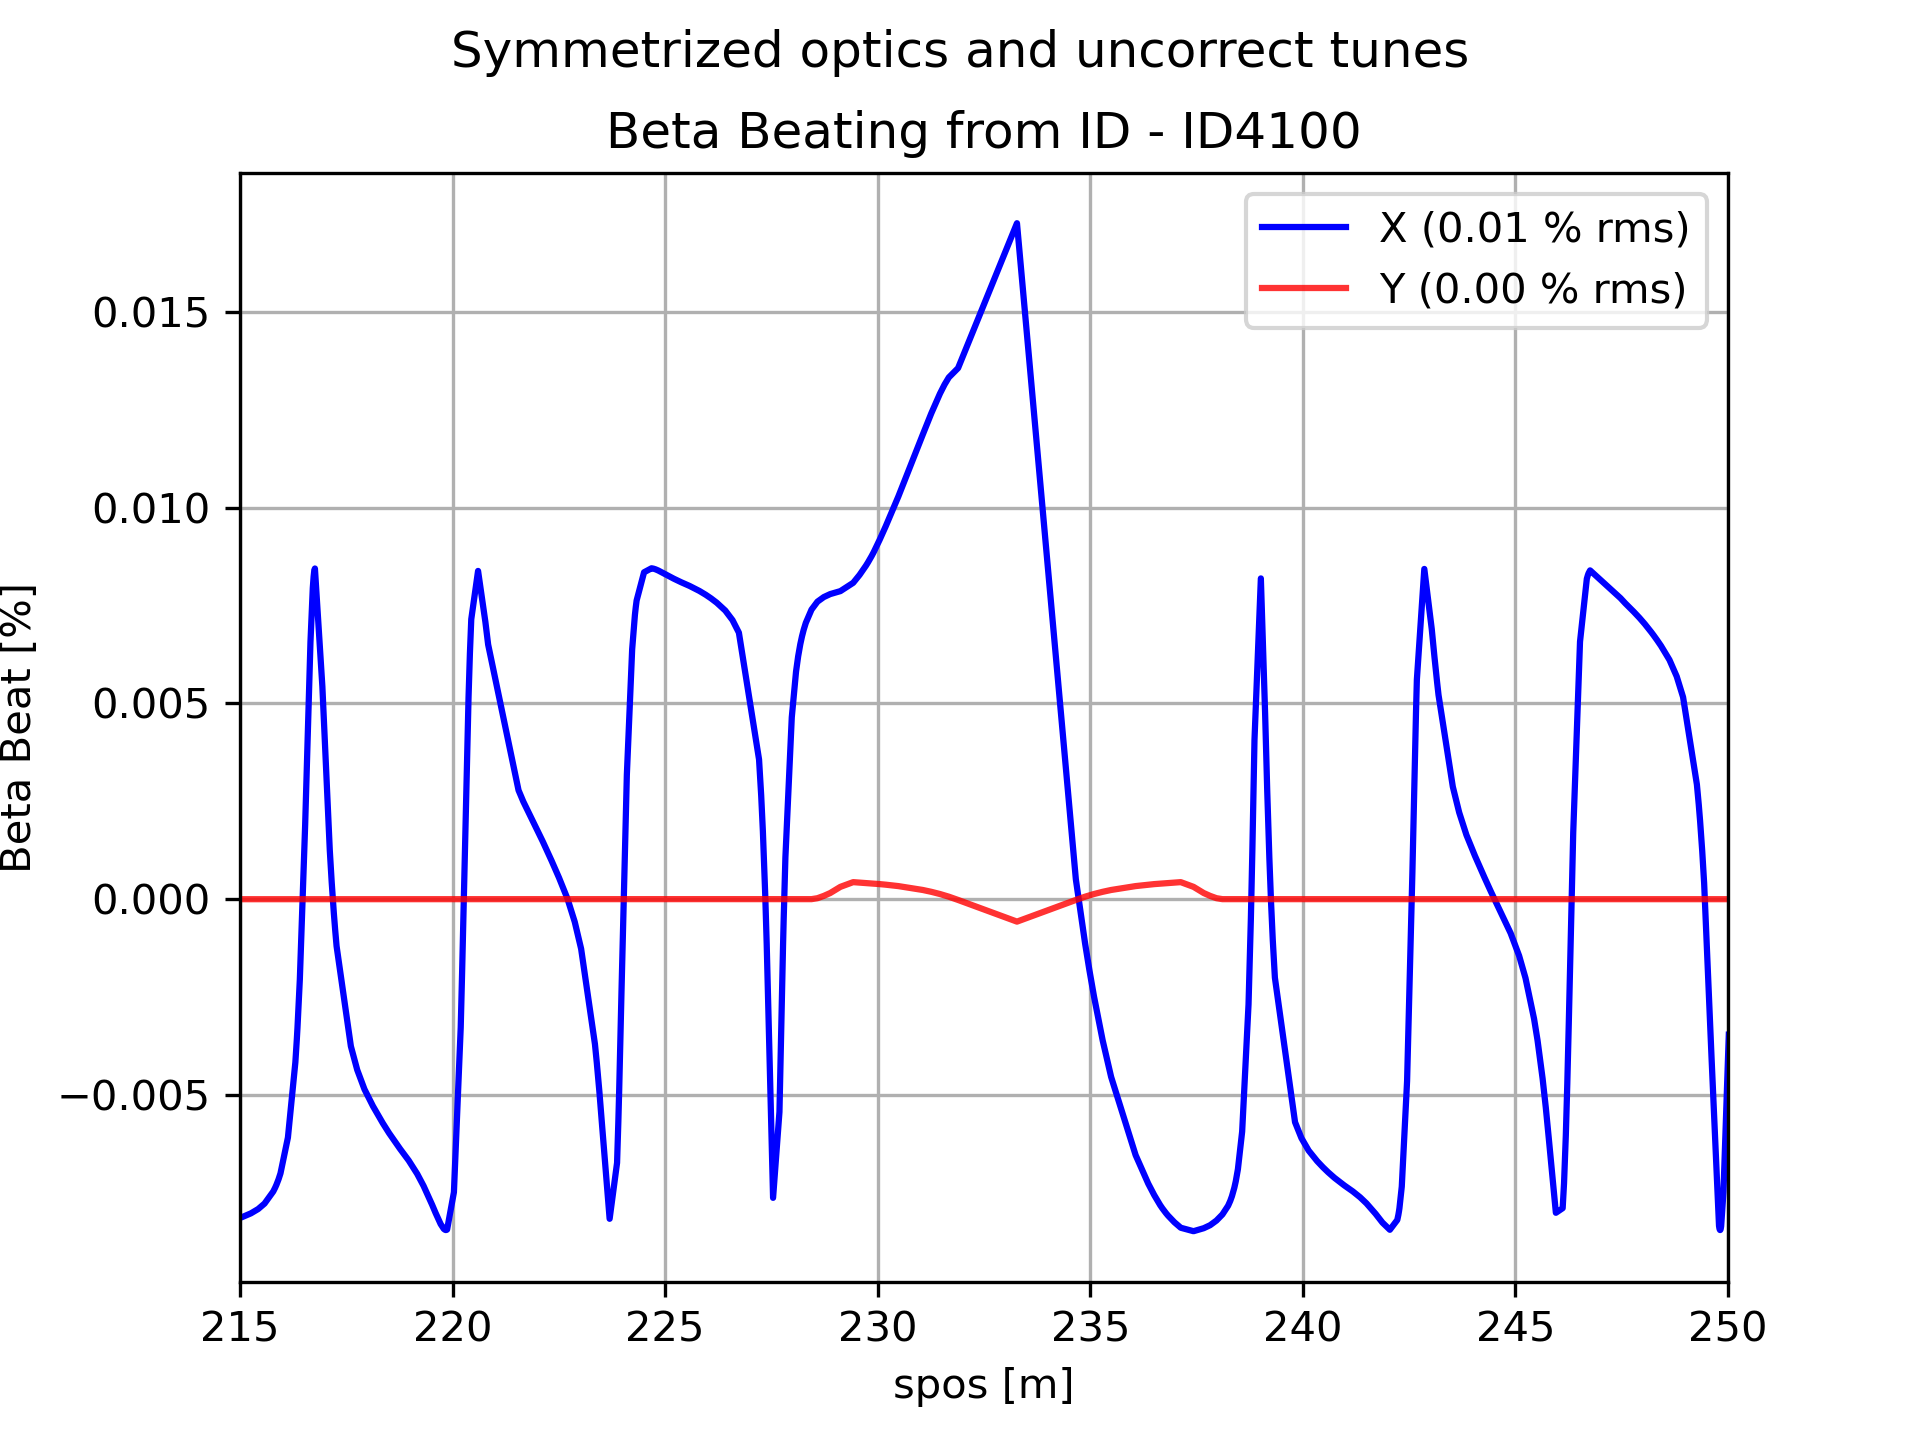 Symmetrized optics and uncorrect tunes
Beta Beating from ID - ID4100
X (0.01 % rms)
Y (0.00 % rms)
Beta Beat [%]
0.015
0.010
0.005
0.000
−0.005
215 220 225 230 235 240 245 250
spos [m]